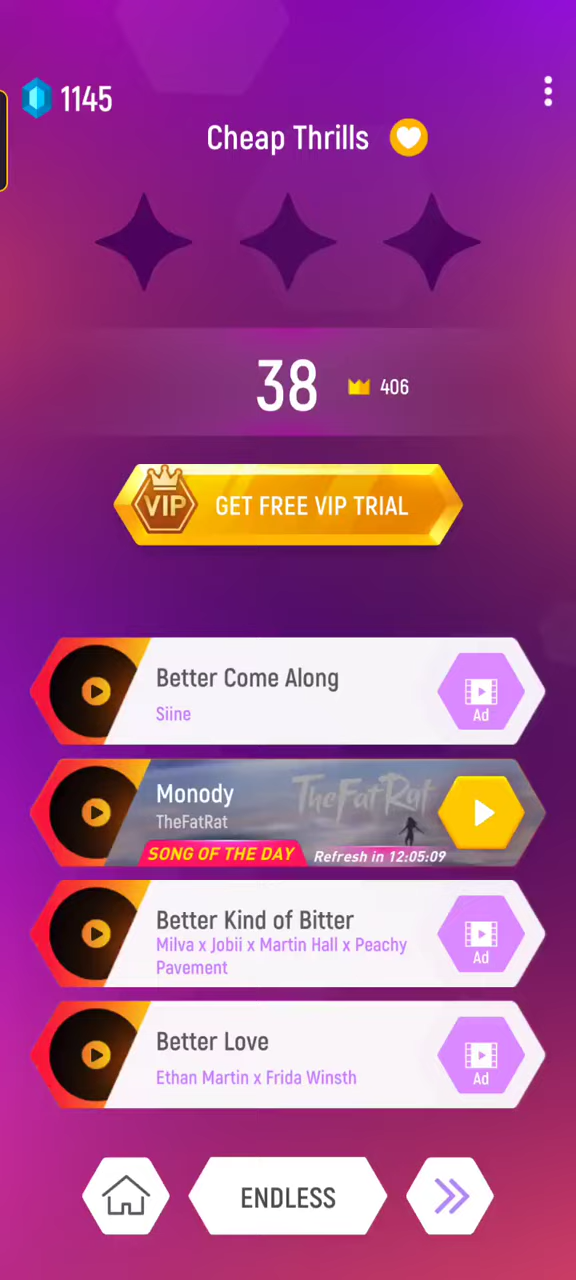 1145
Cheap Thrills
38
406
VIP
GET FREE VIP TRIAL
Better Come Along
Siine
Ad
Monody
TheFatRat
TheFatRat
SONG OF THE DAY
Refresh in 12:05:09
Better Kind of Bitter
Milva x Jobii x Martin Hall x Peachy
Pavement
Ad
Better Love
Ethan Martin x Frida Winsth
Ad
ENDLESS